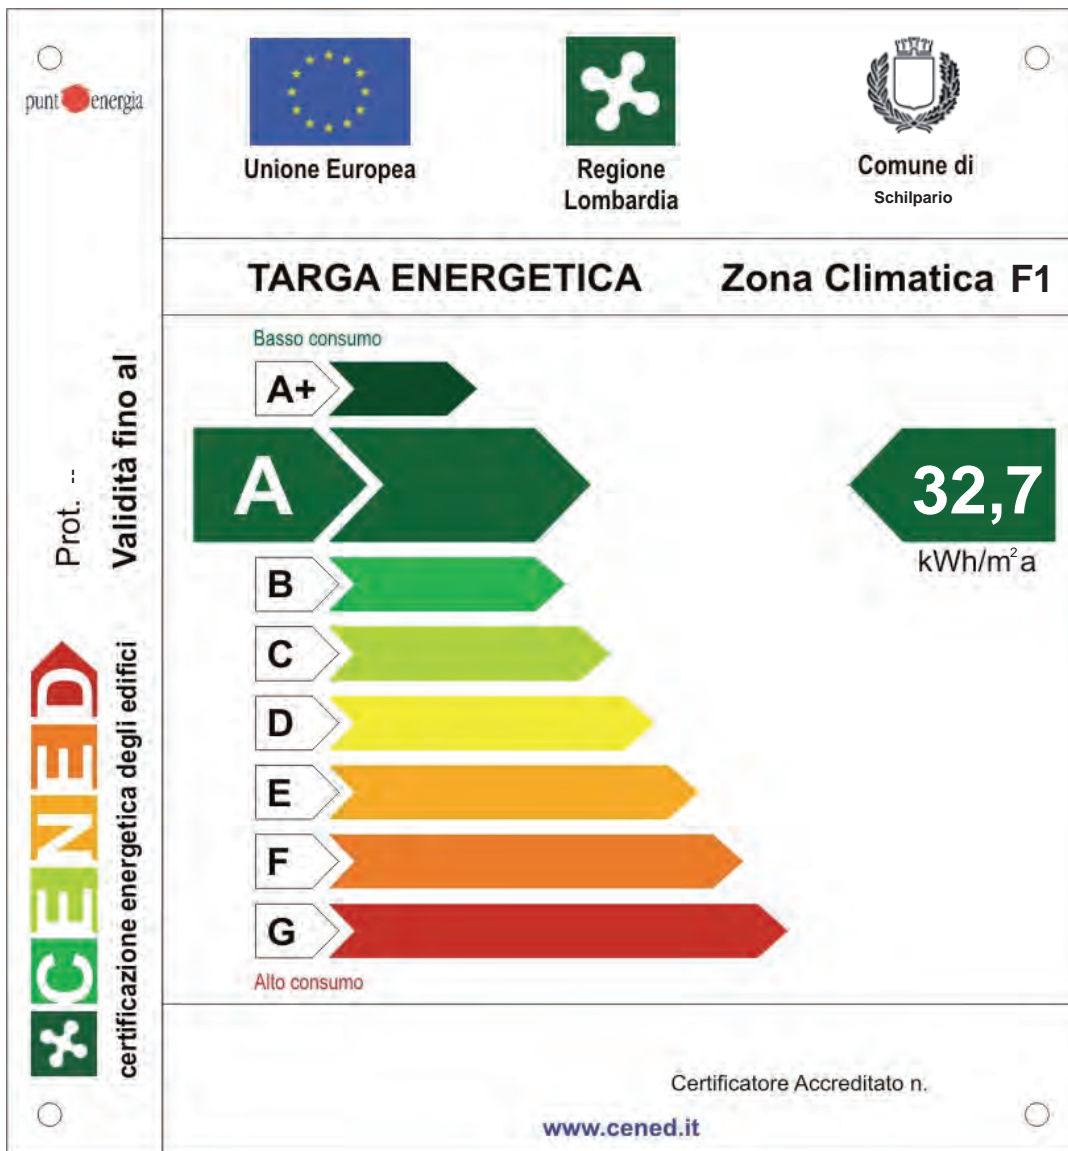 punt energia
Unione Europea
Regione
Lombardia
Comune di
Schilpario
TARGA ENERGETICA Zona Climatica F1
Prot. --
Validità fino al
CENED
certificazione energetica degli edifici
Basso consumo
A+
A
32,7
kWh/m²a
B
C
D
E
F
G
Alto consumo
Certificatore Accreditato n.
www.cened.it